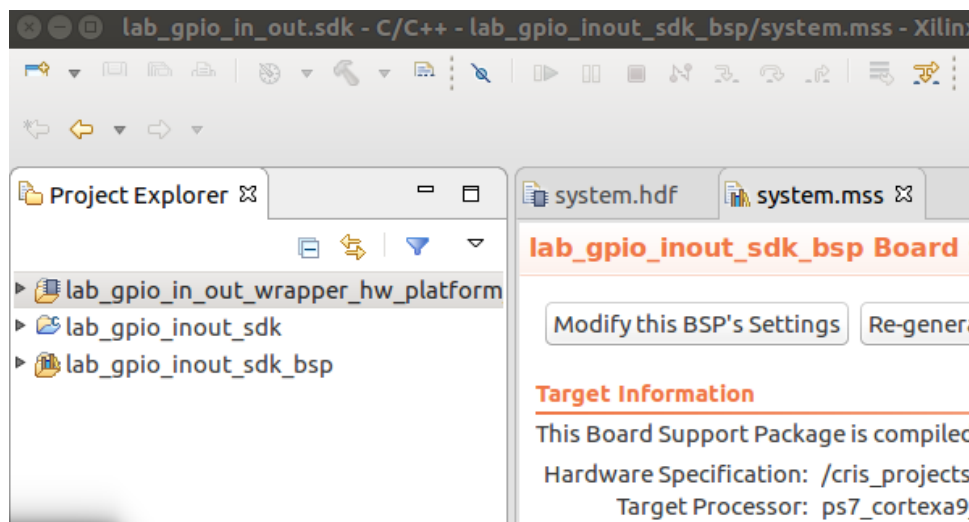 lab_gpio_in_out.sdk - C/C++ - lab_gpio_inout_sdk_bsp/system.mss - Xilinx
Project Explorer
system.hdf
system.mss
lab_gpio_in_out_wrapper_hw_platform
lab_gpio_inout_sdk
lab_gpio_inout_sdk_bsp
lab_gpio_inout_sdk_bsp Board
Modify this BSP's Settings
Re-genera
Target Information
This Board Support Package is compiled
Hardware Specification: /cris_projects
Target Processor: ps7_cortexa9_